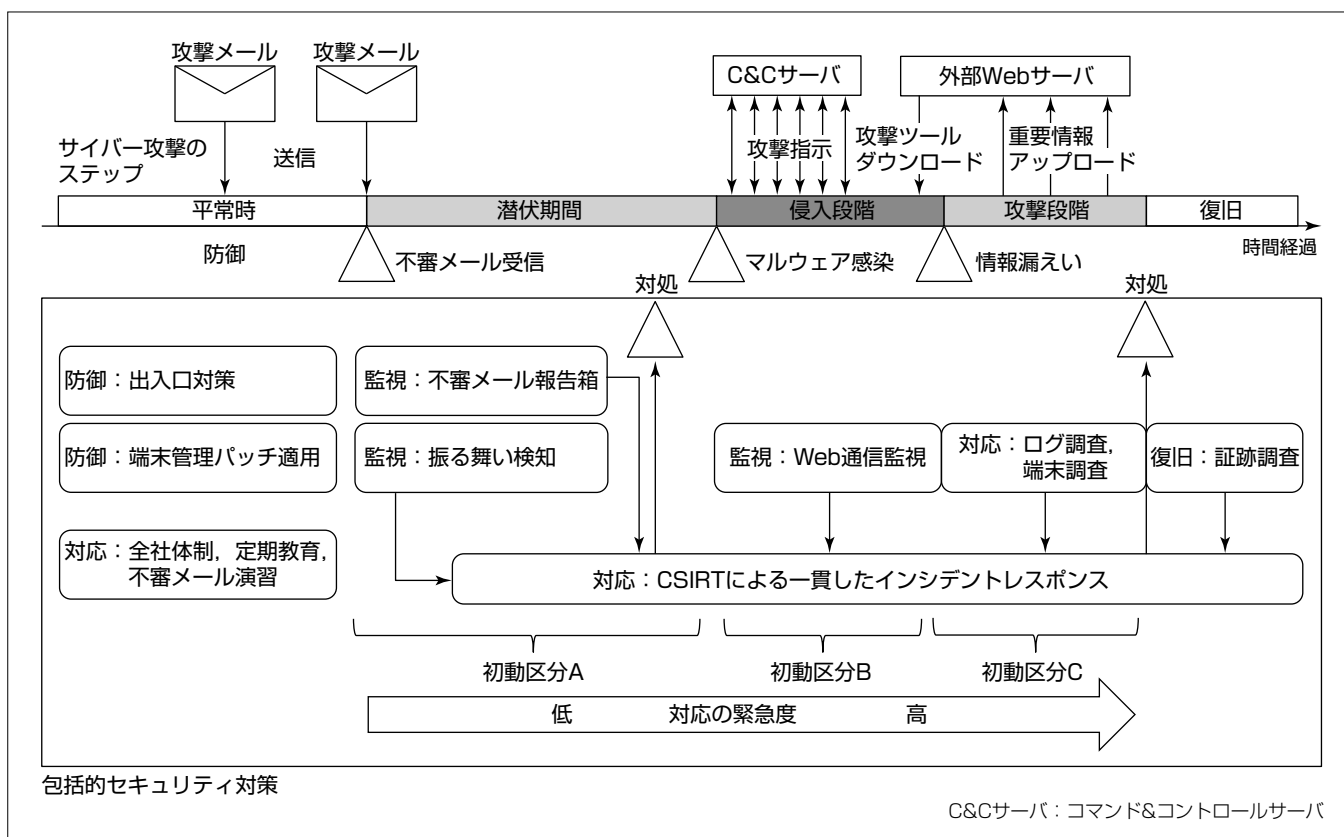 攻撃メール
攻撃メール
C&Cサーバ
外部Webサーバ
サイバー攻撃の
ステップ
送信
攻撃指示
攻撃ツール
ダウンロード
重要情報
アップロード
平常時
潜伏期間
侵入段階
攻撃段階
復旧
時間経過
防御
不審メール受信
マルウェア感染
情報漏えい
対処
対処
防御：出入口対策
監視：不審メール報告箱
防御：端末管理パッチ適用
監視：振る舞い検知
監視：Web通信監視
対応：ログ調査，
端末調査
復旧：証跡調査
対応：全社体制，定期教育，
不審メール演習
対応：CSIRTによる一貫したインシデントレスポンス
初動区分A
初動区分B
初動区分C
低
対応の緊急度
高
包括的セキュリティ対策
C&Cサーバ：コマンド&コントロールサーバ